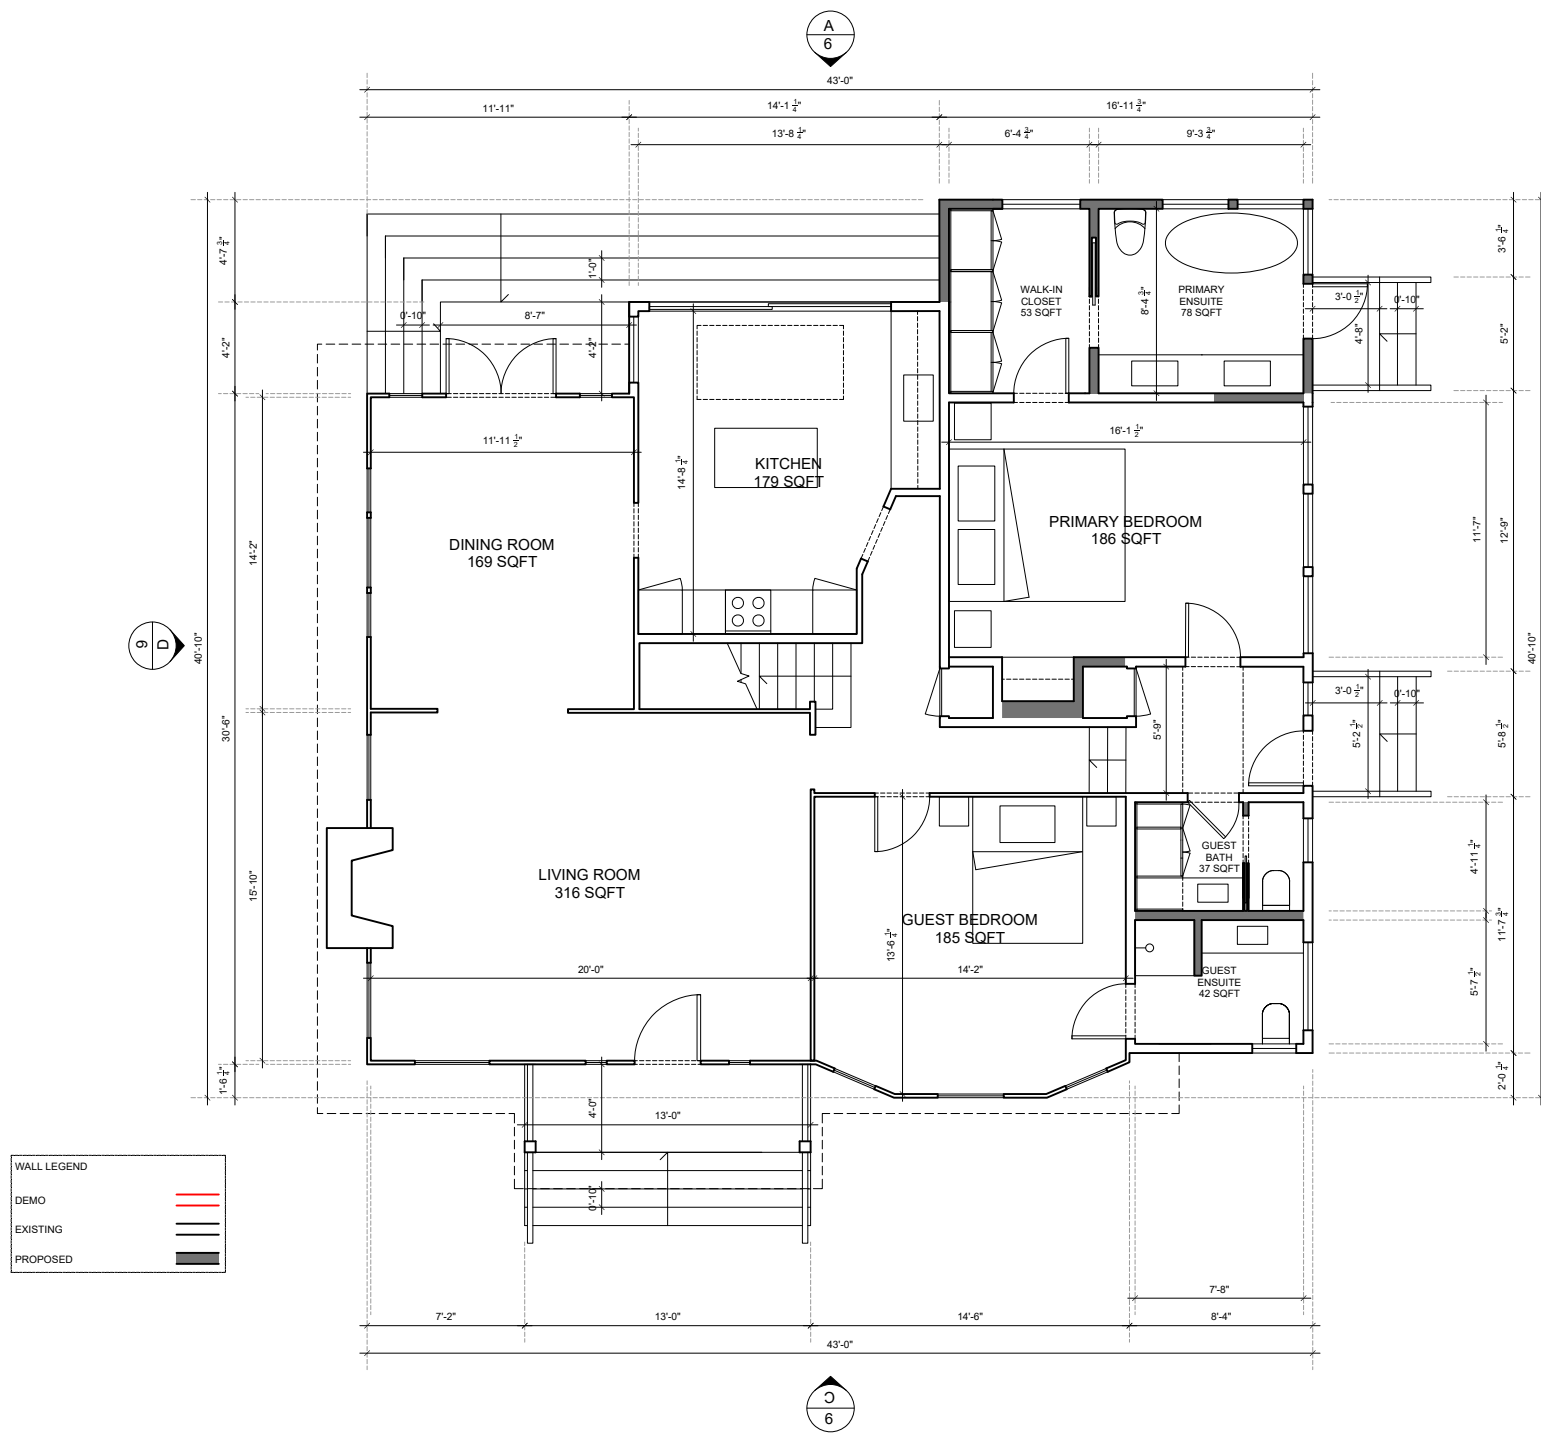 A
6
43'-0"
11'-11"
14'-1 1/4"
16'-11 3/4"
13'-8 1/4"
6'-4 3/4"
9'-3 3/4"
4'-7 3/4"
3'-6 1/4"
1'-0"
WALK-IN
CLOSET
53 SQFT
8'-4 3/4"
PRIMARY
ENSUITE
78 SQFT
3'-0 1/2"
0'-10"
0'-10"
8'-7"
4'-2"
4'-2"
4'-8"
5'-2"
11'-11 1/2"
16'-1 1/2"
KITCHEN
179 SQFT
14'-8 1/4"
PRIMARY BEDROOM
186 SQFT
11'-7"
12'-9"
DINING ROOM
169 SQFT
14'-2"
9
D
40'-10"
40'-10"
3'-0 1/2"
0'-10"
5'-9"
5'-2 1/2"
5'-8 1/2"
30'-6"
15'-10"
LIVING ROOM
316 SQFT
GUEST
BATH
37 SQFT
4'-11 1/4"
GUEST BEDROOM
185 SQFT
13'-6 1/4"
11'-7 3/4"
20'-0"
14'-2"
GUEST
ENSUITE
42 SQFT
5'-7 1/2"
1'-6 1/4"
2'-0 1/4"
4'-0"
13'-0"
0'-10"
WALL LEGEND
DEMO
EXISTING
PROPOSED
7'-8"
7'-2"
13'-0"
14'-6"
8'-4"
43'-0"
C
9